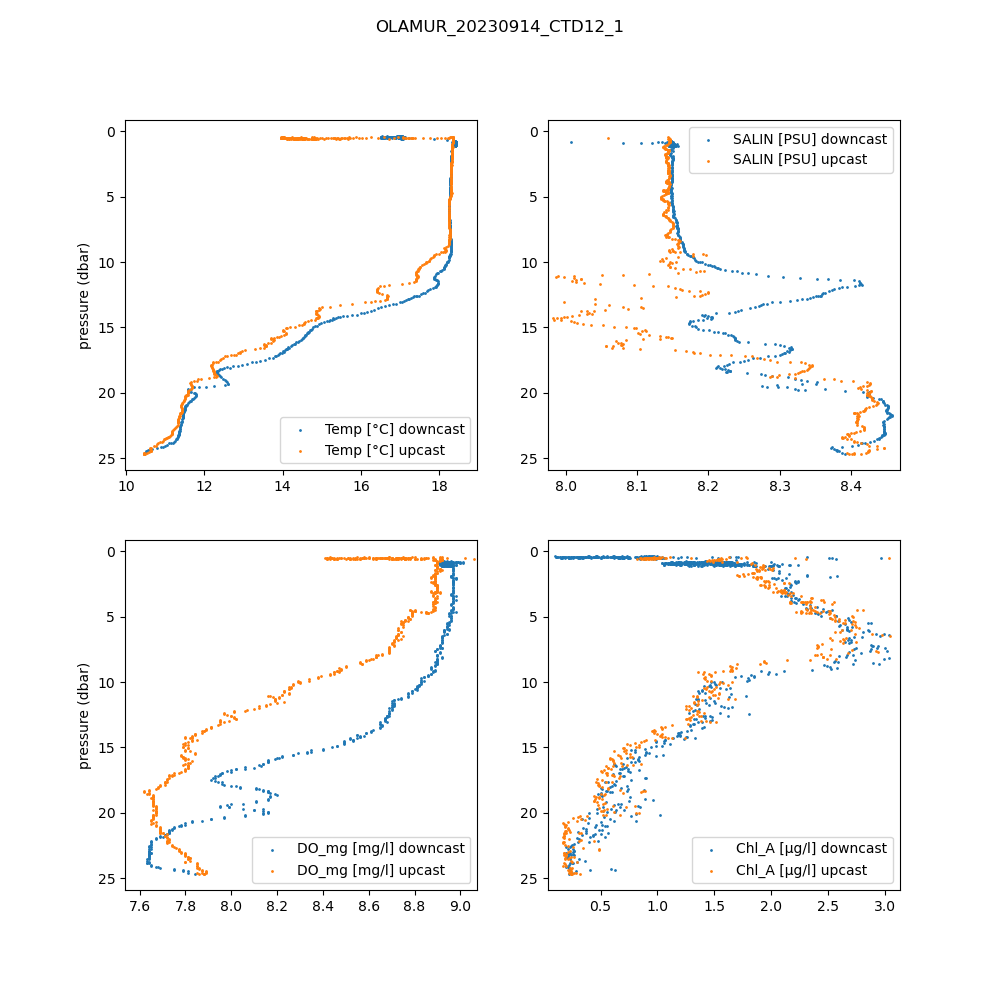 OLAMUR_20230914_CTD12_1
0
5
10
15
20
25
pressure (dbar)
10 12 14 16 18
Temp [°C] downcast
Temp [°C] upcast
8.0 8.1 8.2 8.3 8.4
0
5
10
15
20
25
SALIN [PSU] downcast
SALIN [PSU] upcast
0
5
10
15
20
25
pressure (dbar)
7.6 7.8 8.0 8.2 8.4 8.6 8.8 9.0
DO_mg [mg/l] downcast
DO_mg [mg/l] upcast
0
5
10
15
20
25
0.5 1.0 1.5 2.0 2.5 3.0
Chl_A [µg/l] downcast
Chl_A [µg/l] upcast